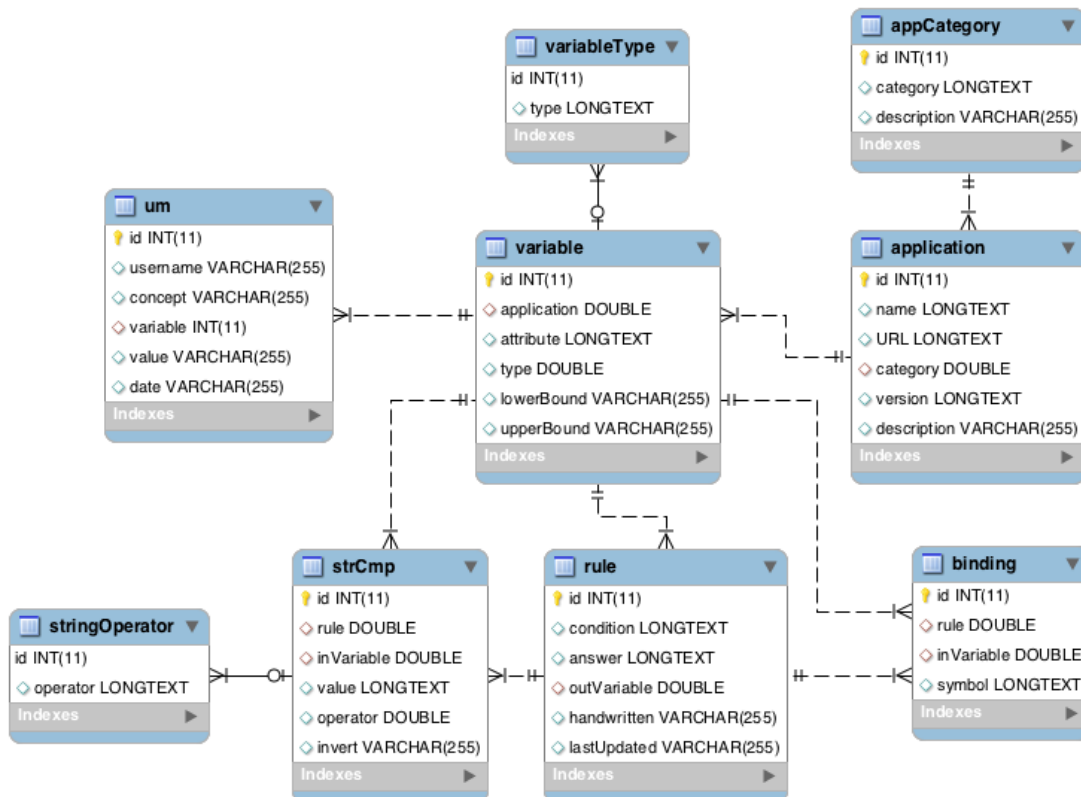 variableType
id INT(11)
type LONGTEXT
Indexes
appCategory
id INT(11)
category LONGTEXT
description VARCHAR(255)
Indexes
um
id INT(11)
username VARCHAR(255)
concept VARCHAR(255)
variable INT(11)
value VARCHAR(255)
date VARCHAR(255)
Indexes
variable
id INT(11)
application DOUBLE
attribute LONGTEXT
type DOUBLE
lowerBound VARCHAR(255)
upperBound VARCHAR(255)
Indexes
application
id INT(11)
name LONGTEXT
URL LONGTEXT
category DOUBLE
version LONGTEXT
description VARCHAR(255)
Indexes
stringOperator
id INT(11)
operator LONGTEXT
Indexes
strCmp
id INT(11)
rule DOUBLE
inVariable DOUBLE
value LONGTEXT
operator DOUBLE
invert VARCHAR(255)
Indexes
rule
id INT(11)
condition LONGTEXT
answer LONGTEXT
outVariable DOUBLE
handwritten VARCHAR(255)
lastUpdated VARCHAR(255)
Indexes
binding
id INT(11)
rule DOUBLE
inVariable DOUBLE
symbol LONGTEXT
Indexes